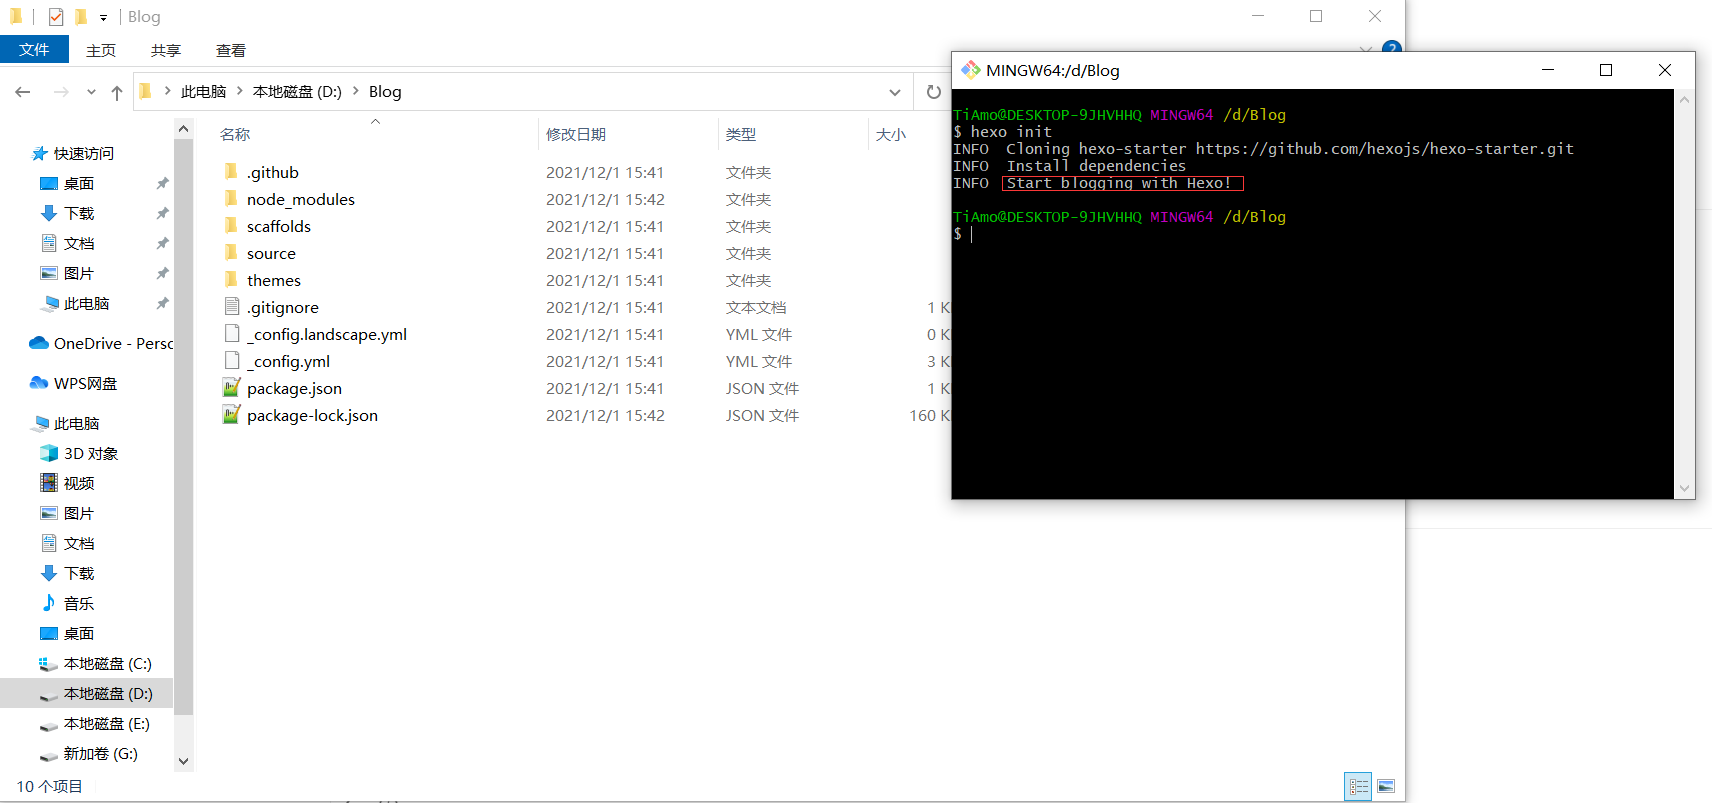 Blog
文件 主页 共享 查看
此电脑 本地磁盘 (D:) Blog
名称 修改日期 类型 大小
快速访问
桌面
下载
文档
图片
此电脑
OneDrive - Perso
WPS网盘
此电脑
3D 对象
视频
图片
文档
下载
音乐
桌面
本地磁盘 (C:)
本地磁盘 (D:)
本地磁盘 (E:)
新加卷 (G:)
.github 2021/12/1 15:41 文件夹
node_modules 2021/12/1 15:42 文件夹
scaffolds 2021/12/1 15:41 文件夹
source 2021/12/1 15:41 文件夹
themes 2021/12/1 15:41 文件夹
.gitignore 2021/12/1 15:41 文本文档 1 K
_config.landscape.yml 2021/12/1 15:41 YML 文件 0 K
_config.yml 2021/12/1 15:41 YML 文件 3 K
package.json 2021/12/1 15:41 JSON 文件 1 K
package-lock.json 2021/12/1 15:42 JSON 文件 160 K
10 个项目
?
MINGW64:/d/Blog
TiAmo@DESKTOP-9JHVHHQ MINGW64 /d/Blog
$ hexo init
INFO Cloning hexo-starter https://github.com/hexojs/hexo-starter.git
INFO Install dependencies
INFO Start blogging with Hexo!
TiAmo@DESKTOP-9JHVHHQ MINGW64 /d/Blog
$